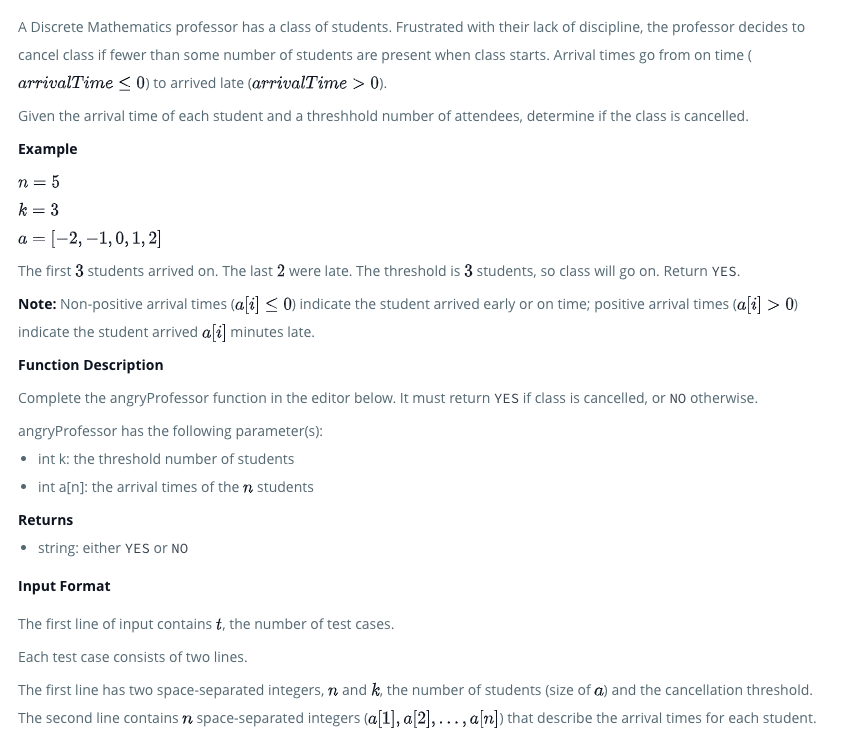 A Discrete Mathematics professor has a class of students. Frustrated with their lack of discipline, the professor decides to
cancel class if fewer than some number of students are present when class starts. Arrival times go from on time (
arrivalTime ≤ 0) to arrived late (arrivalTime > 0).
Given the arrival time of each student and a threshhold number of attendees, determine if the class is cancelled.
Example
n = 5
k = 3
a = [−2, −1, 0, 1, 2]
The first 3 students arrived on. The last 2 were late. The threshold is 3 students, so class will go on. Return YES.
Note: Non-positive arrival times (a[i] ≤ 0) indicate the student arrived early or on time; positive arrival times (a[i] > 0)
indicate the student arrived a[i] minutes late.
Function Description
Complete the angryProfessor function in the editor below. It must return YES if class is cancelled, or NO otherwise.
angryProfessor has the following parameter(s):
• int k: the threshold number of students
• int a[n]: the arrival times of the n students
Returns
• string: either YES or NO
Input Format
The first line of input contains t, the number of test cases.
Each test case consists of two lines.
The first line has two space-separated integers, n and k, the number of students (size of a) and the cancellation threshold.
The second line contains n space-separated integers (a[1], a[2], . . . , a[n]) that describe the arrival times for each student.